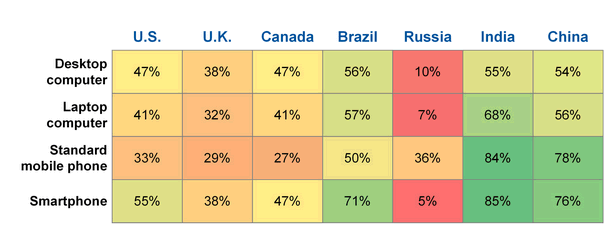 U.S. U.K. Canada Brazil Russia India China
Desktop
computer
47% 38% 47% 56% 10% 55% 54%
Laptop
computer
41% 32% 41% 57% 7% 68% 56%
Standard
mobile phone
33% 29% 27% 50% 36% 84% 78%
Smartphone 55% 38% 47% 71% 5% 85% 76%